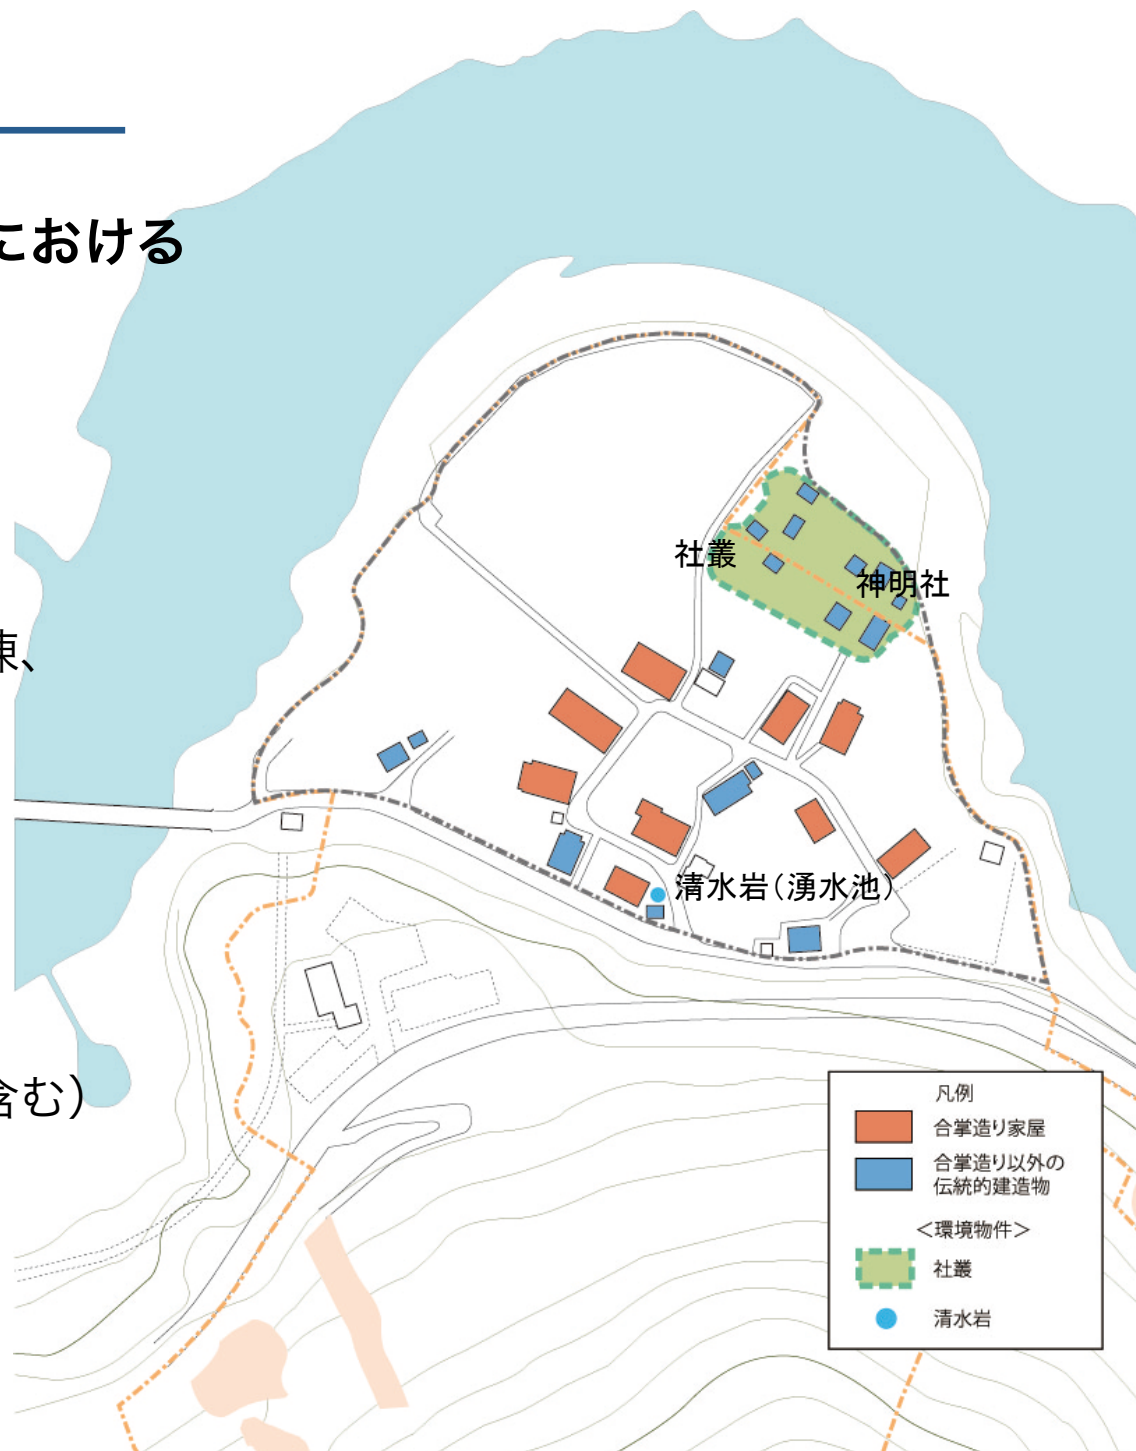 における
棟、
含む）
社叢
神明社
清水岩（湧水池）
凡例
合掌造り家屋
合掌造り以外の
伝統的建造物
＜環境物件＞
社叢
清水岩